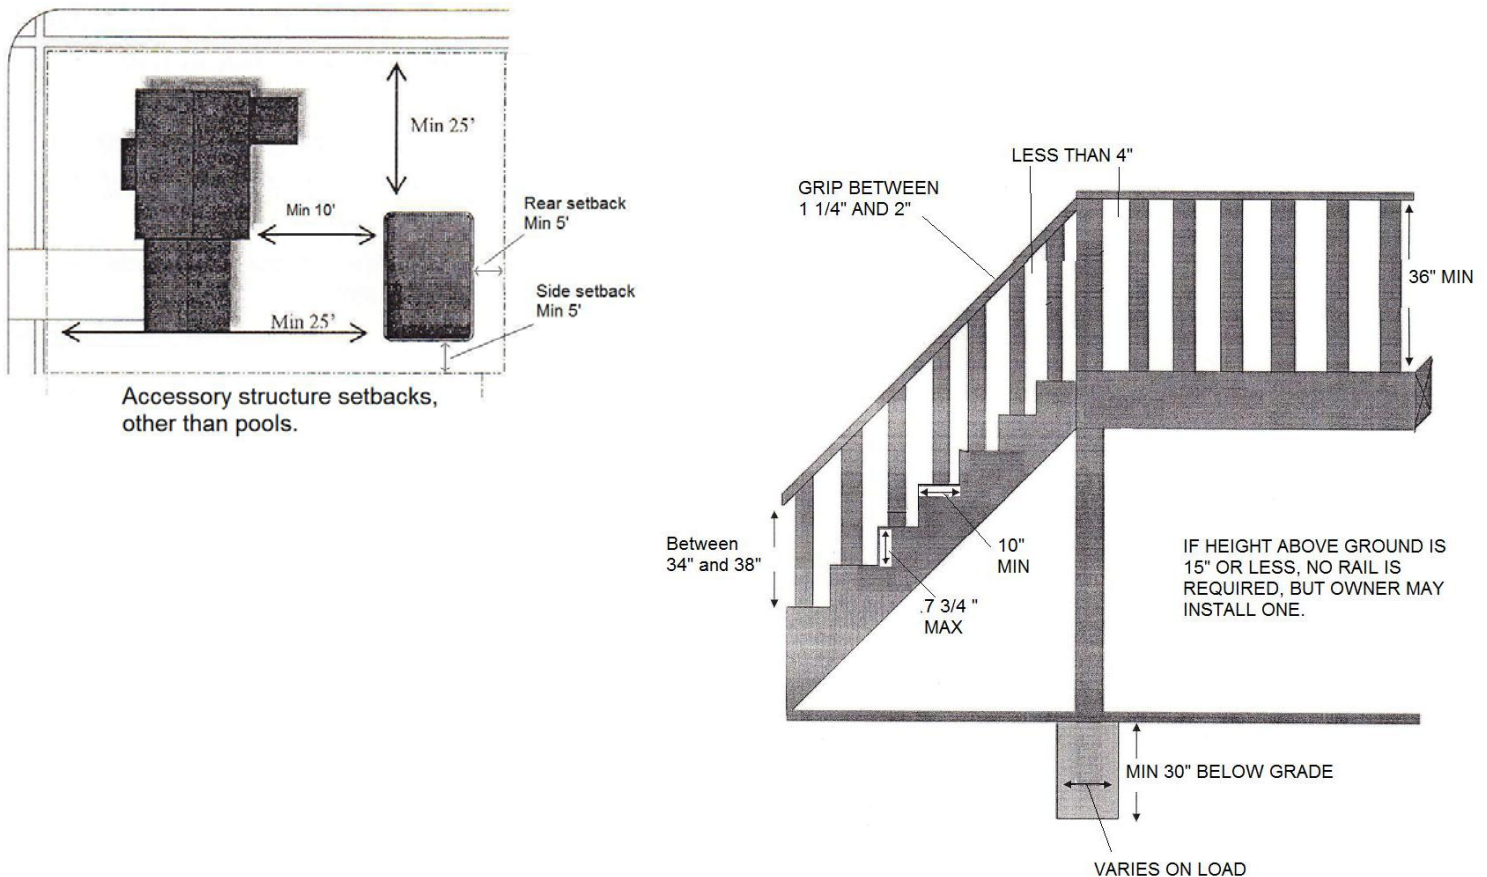 Min 25’
Min 10'
Rear setback
Min 5'
Side setback
Min 5'
Min 25’
Accessory structure setbacks,
other than pools.
LESS THAN 4"
GRIP BETWEEN
1 1/4" AND 2"
36" MIN
Between
34" and 38"
10"
MIN
.7 3/4 "
MAX
IF HEIGHT ABOVE GROUND IS
15" OR LESS, NO RAIL IS
REQUIRED, BUT OWNER MAY
INSTALL ONE.
MIN 30" BELOW GRADE
VARIES ON LOAD